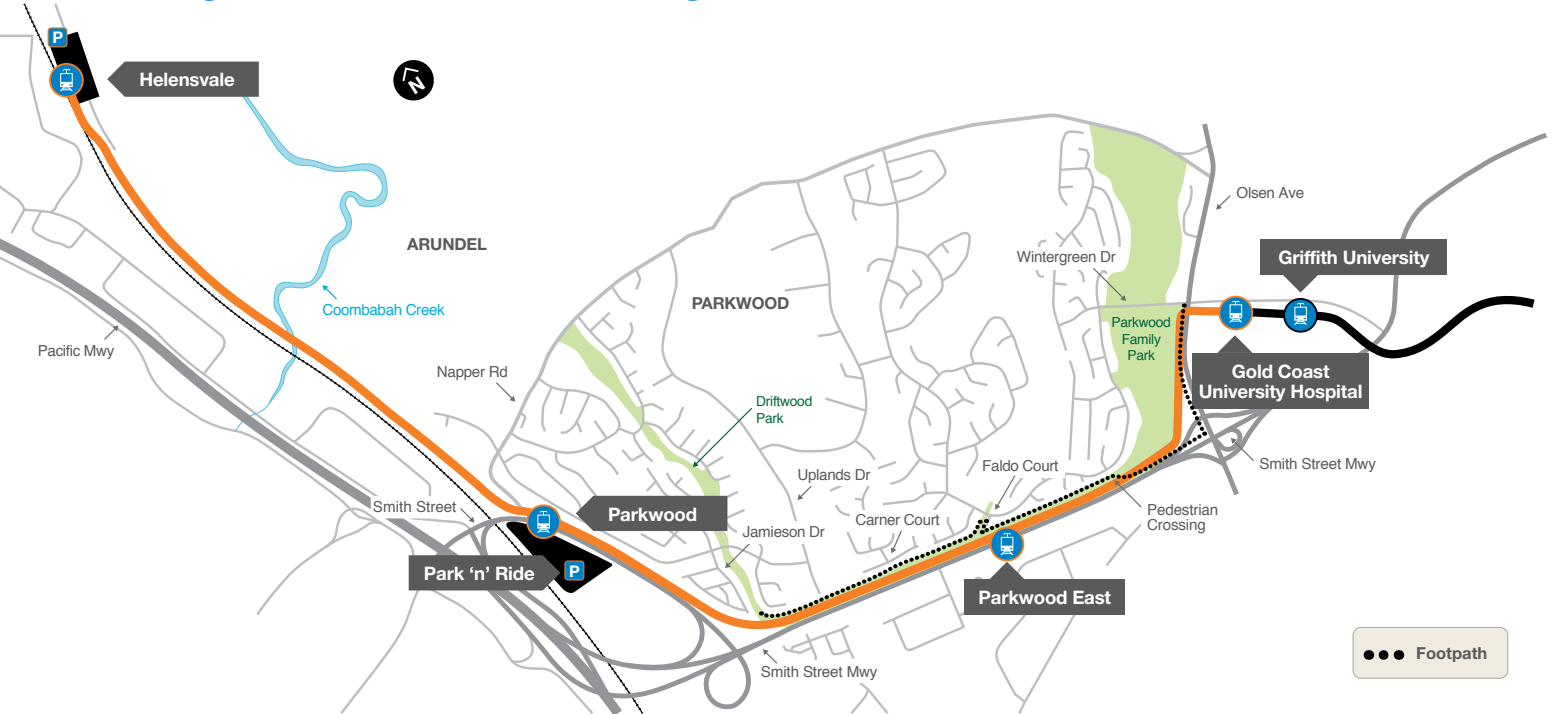 P
Helensvale
N
ARUNDEL
Olsen Ave
Wintergreen Dr
Griffith University
PARKWOOD
Coombabah Creek
Parkwood
Family
Park
Pacific Mwy
Napper Rd
Gold Coast
University Hospital
Driftwood
Park
Uplands Dr
Faldo Court
Smith Street Mwy
Smith Street
Parkwood
Carner Court
Pedestrian
Crossing
Jamieson Dr
Park ‘n’ Ride
P
Parkwood East
Smith Street Mwy
Footpath